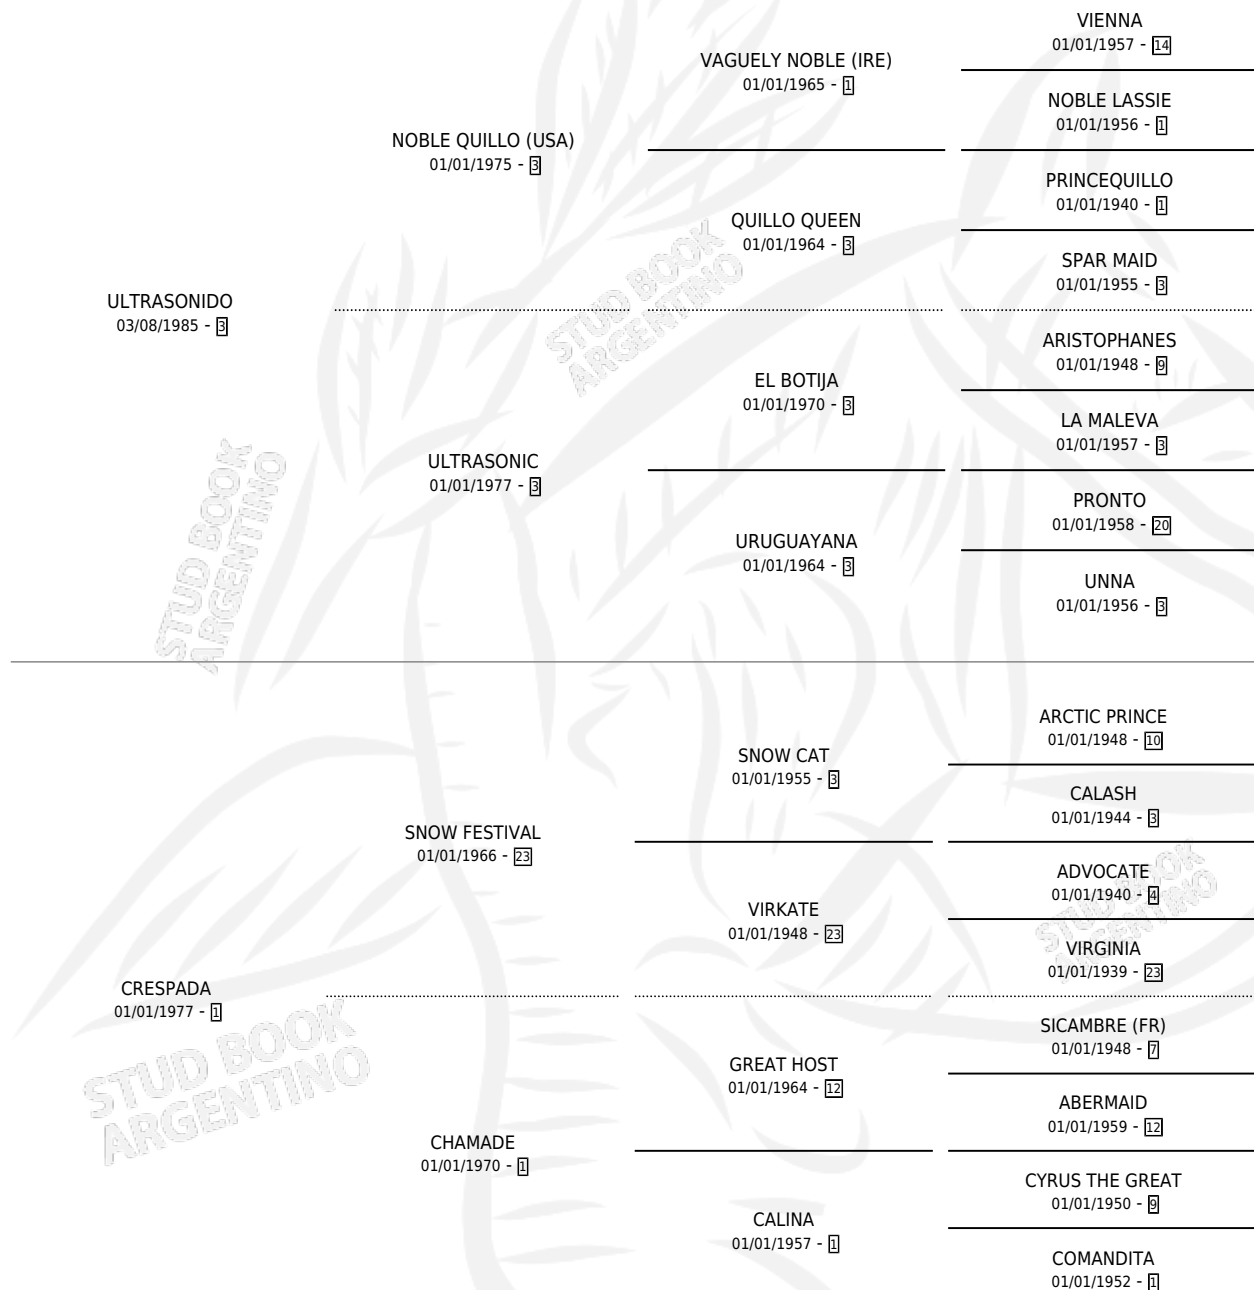 ULTRASONIDO
03/08/1985 - 3
NOBLE QUILLO (USA)
01/01/1975 - 3
VAGUELY NOBLE (IRE)
01/01/1965 - 1
VIENNA
01/01/1957 - 14
NOBLE LASSIE
01/01/1956 - 1
QUILLO QUEEN
01/01/1964 - 3
PRINCEQUILLO
01/01/1940 - 1
SPAR MAID
01/01/1955 - 3
ULTRASONIC
01/01/1977 - 3
EL BOTIJA
01/01/1970 - 3
ARISTOPHANES
01/01/1948 - 9
LA MALEVA
01/01/1957 - 3
URUGUAYANA
01/01/1964 - 3
PRONTO
01/01/1958 - 20
UNNA
01/01/1956 - 3
CRESPADA
01/01/1977 - 1
SNOW FESTIVAL
01/01/1966 - 23
SNOW CAT
01/01/1955 - 3
ARCTIC PRINCE
01/01/1948 - 10
CALASH
01/01/1944 - 3
VIRKATE
01/01/1948 - 23
ADVOCATE
01/01/1940 - 4
VIRGINIA
01/01/1939 - 23
CHAMADE
01/01/1970 - 1
GREAT HOST
01/01/1964 - 12
SICAMBRE (FR)
01/01/1948 - 7
ABERMAID
01/01/1959 - 12
CALINA
01/01/1957 - 1
CYRUS THE GREAT
01/01/1950 - 9
COMANDITA
01/01/1952 - 1
STUD BOOK
ARGENTINO
STUD BOOK
ARGENTINO
STUD BOOK
ARGENTINO
STUD BOOK
ARGENTINO